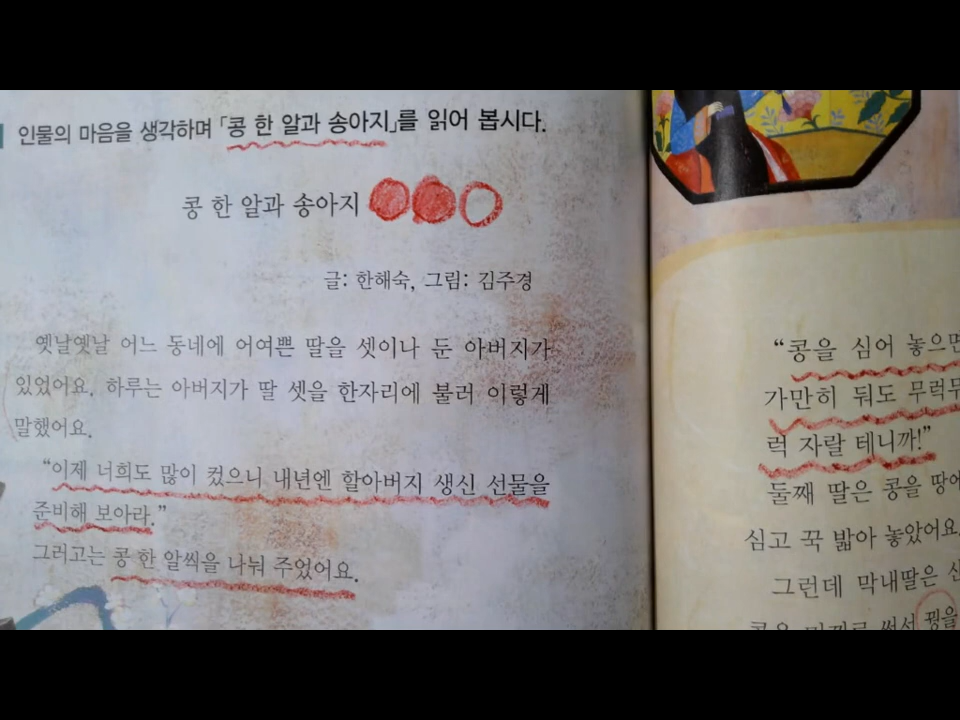 인물의 마음을 생각하며 「콩 한 알과 송아지」를 읽어 봅시다.
콩 한 알과 송아지
글: 한해숙, 그림: 김주경
옛날옛날 어느 동네에 어여쁜 딸을 셋이나 둔 아버지가
있었어요. 하루는 아버지가 딸 셋을 한자리에 불러 이렇게
말했어요.
“이제 너희도 많이 컸으니 내년엔 할아버지 생신 선물을
준비해 보아라.”
그러고는 콩 한 알씩을 나눠 주었어요.
“콩을 심어 놓으면
가만히 둬도 무럭무
럭 자랄 테니까!”
둘째 딸은 콩을 땅에
심고 꾹 밟아 놓았어요.
그런데 막내딸은
꿩을